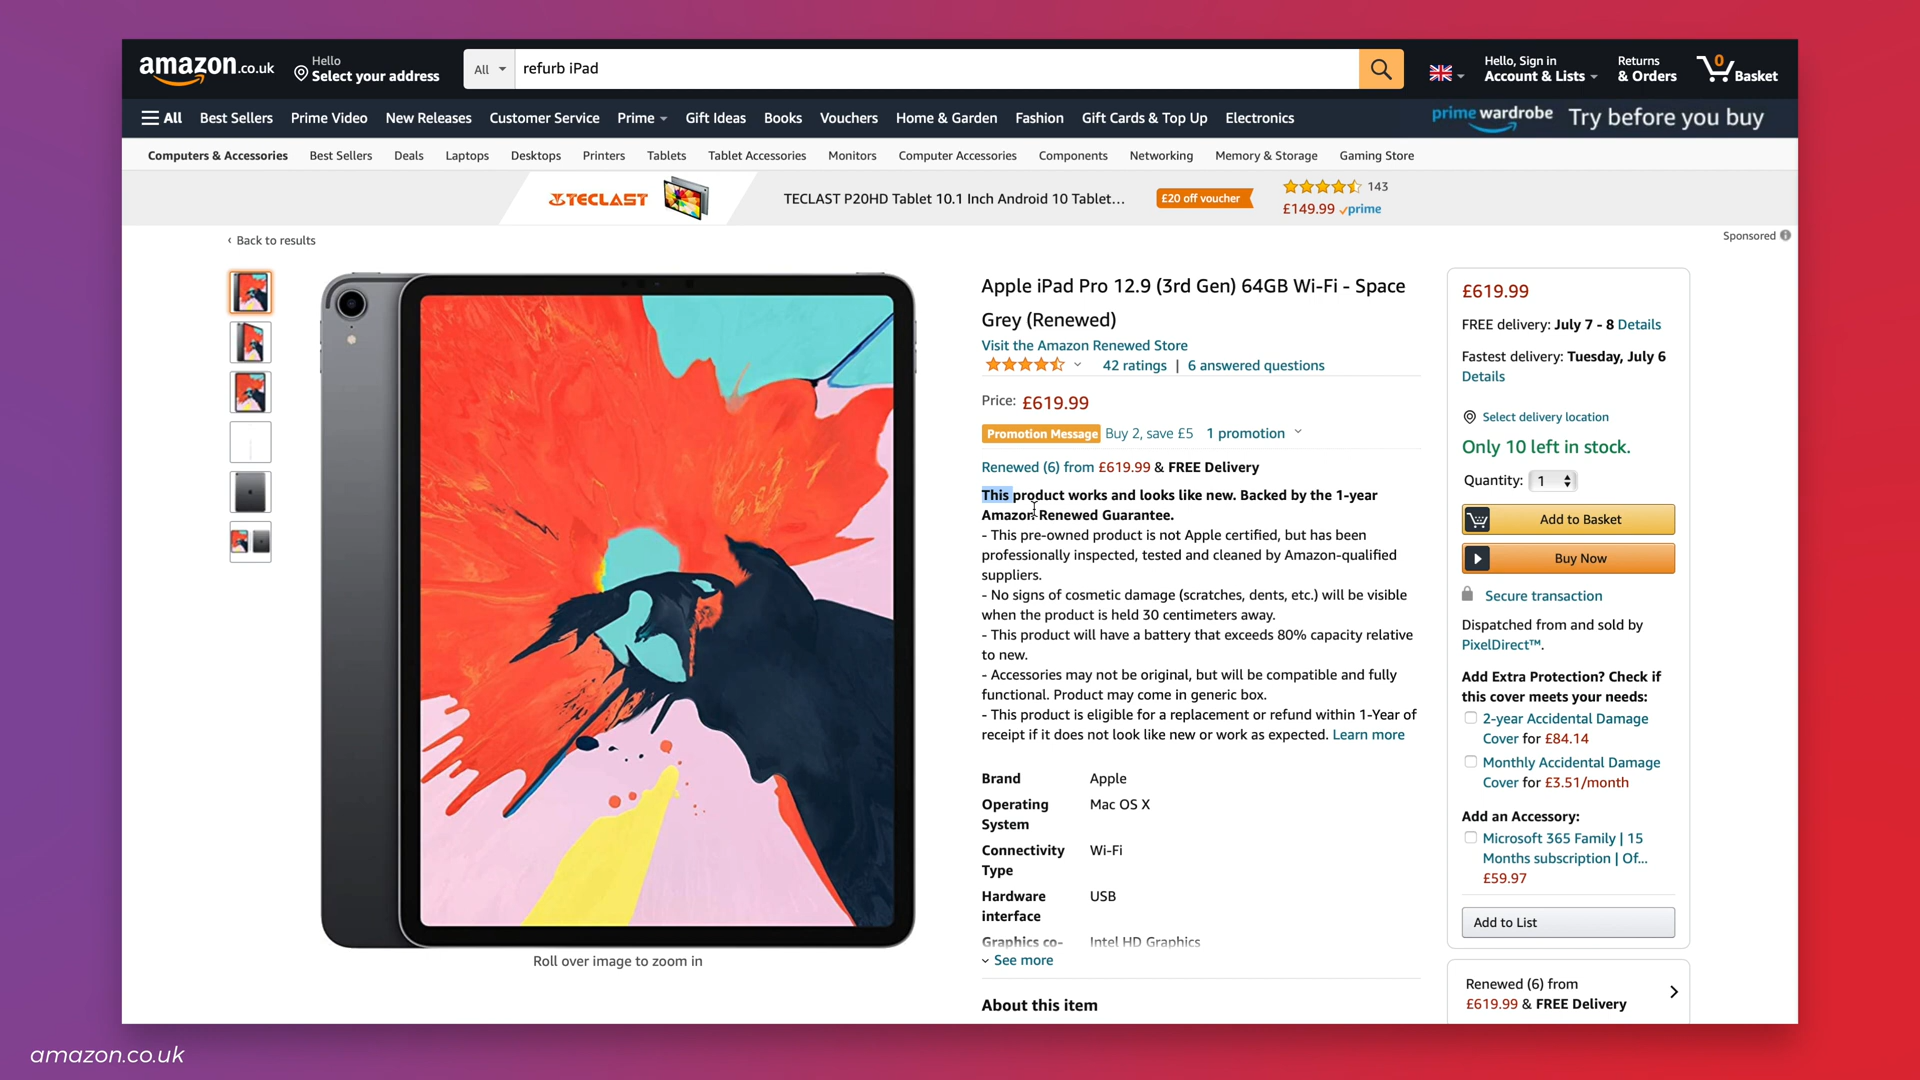 amazon.co.uk
Hello
Select your address
All
refurb iPad
Hello, Sign in
Account & Lists
Returns
& Orders
0
Basket
All
Best Sellers
Prime Video
New Releases
Customer Service
Prime
Gift Ideas
Books
Vouchers
Home & Garden
Fashion
Gift Cards & Top Up
Electronics
prime wardrobe
Try before you buy
Computers & Accessories
Best Sellers
Deals
Laptops
Desktops
Printers
Tablets
Tablet Accessories
Monitors
Computer Accessories
Components
Networking
Memory & Storage
Gaming Store
TECLAST
TECLAST P20HD Tablet 10.1 Inch Android 10 Tablet…
£20 off voucher
143
£149.99 prime
‹ Back to results
Sponsored
Roll over image to zoom in
Apple iPad Pro 12.9 (3rd Gen) 64GB Wi-Fi - Space
Grey (Renewed)
Visit the Amazon Renewed Store
42 ratings | 6 answered questions
Price: £619.99
Promotion Message Buy 2, save £5 1 promotion
Renewed (6) from £619.99 & FREE Delivery
This product works and looks like new. Backed by the 1-year
Amazon Renewed Guarantee.
- This pre-owned product is not Apple certified, but has been
professionally inspected, tested and cleaned by Amazon-qualified
suppliers.
- No signs of cosmetic damage (scratches, dents, etc.) will be visible
when the product is held 30 centimeters away.
- This product will have a battery that exceeds 80% capacity relative
to new.
- Accessories may not be original, but will be compatible and fully
functional. Product may come in generic box.
- This product is eligible for a replacement or refund within 1-Year of
receipt if it does not look like new or work as expected. Learn more
Brand Apple
Operating Mac OS X
System
Connectivity Wi-Fi
Type
Hardware USB
interface
Graphics co- Intel HD Graphics
See more
About this item
£619.99
FREE delivery: July 7 - 8 Details
Fastest delivery: Tuesday, July 6
Details
Select delivery location
Only 10 left in stock.
Quantity: 1
Add to Basket
Buy Now
Secure transaction
Dispatched from and sold by
PixelDirect™.
Add Extra Protection? Check if
this cover meets your needs:
2-year Accidental Damage
Cover for £84.14
Monthly Accidental Damage
Cover for £3.51/month
Add an Accessory:
Microsoft 365 Family | 15
Months subscription | Of...
£59.97
Add to List
Renewed (6) from
£619.99 & FREE Delivery
amazon.co.uk